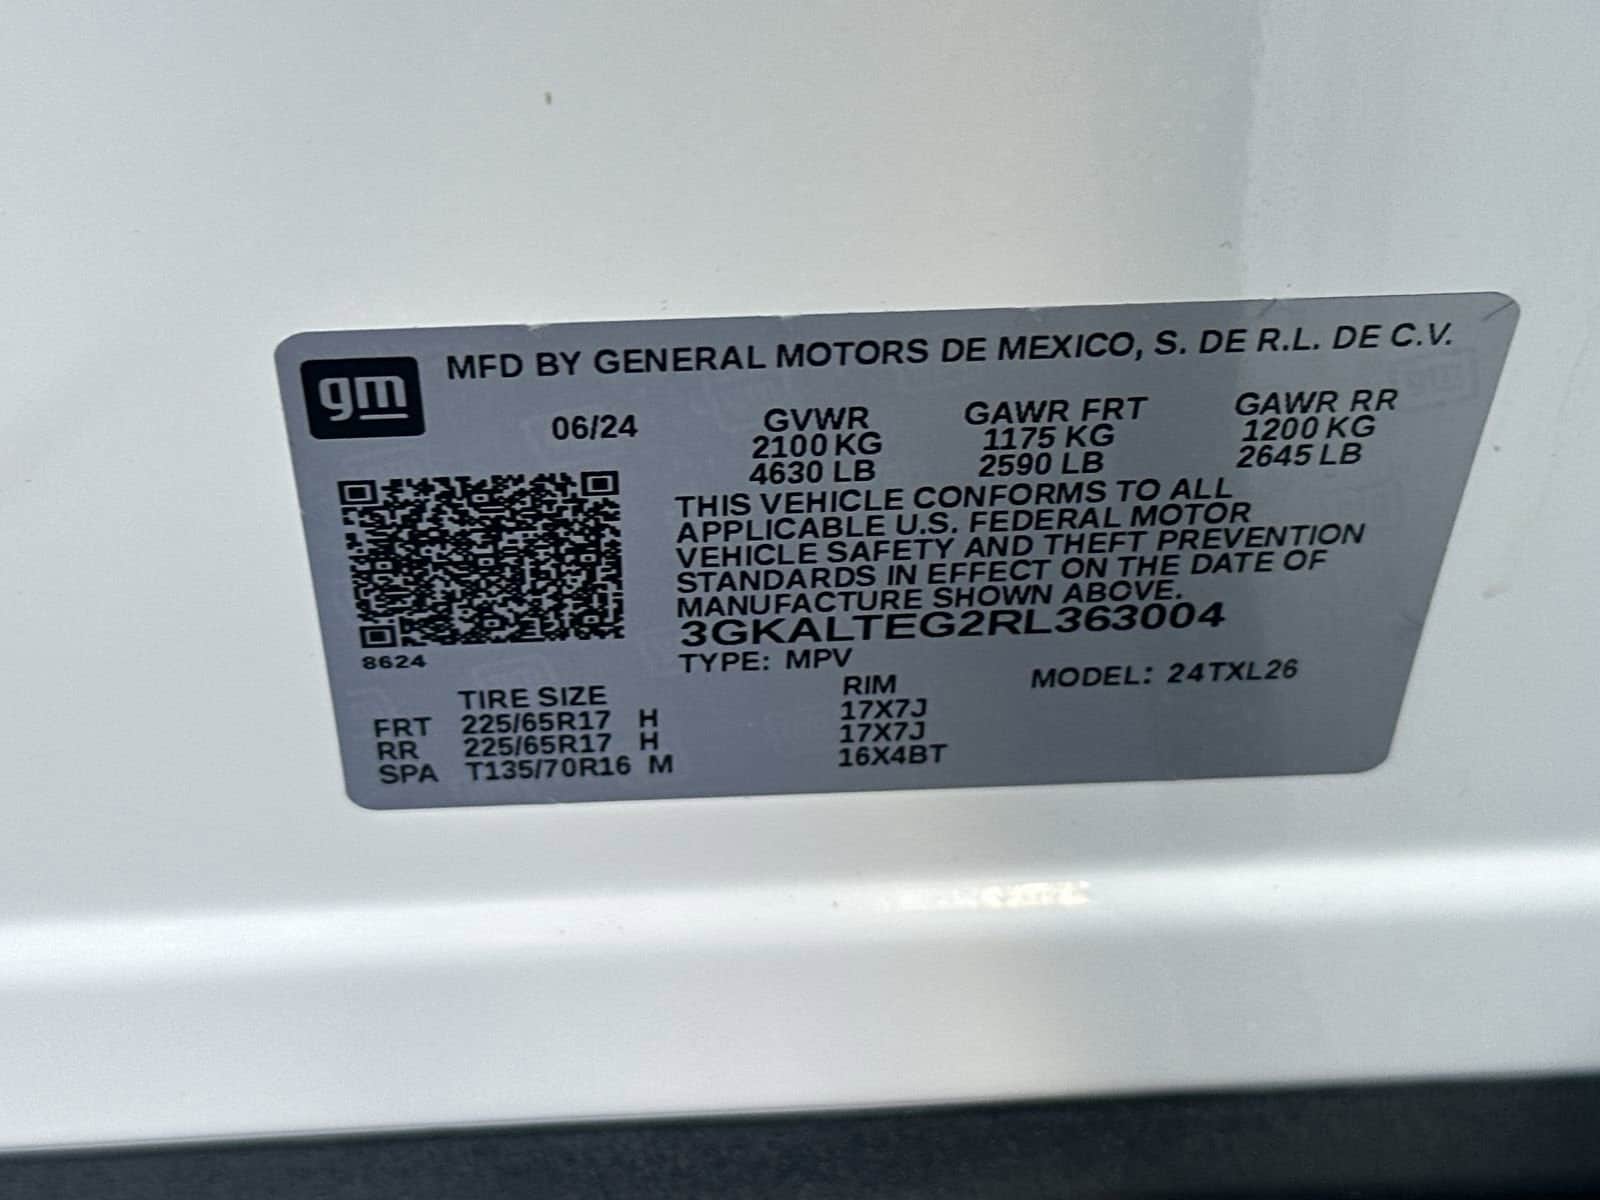 gm
MFD BY GENERAL MOTORS DE MEXICO, S. DE R.L. DE C.V.
06/24
GVWR GAWR FRT GAWR RR
2100 KG 1175 KG 1200 KG
4630 LB 2590 LB 2645 LB
THIS VEHICLE CONFORMS TO ALL
APPLICABLE U.S. FEDERAL MOTOR
VEHICLE SAFETY AND THEFT PREVENTION
STANDARDS IN EFFECT ON THE DATE OF
MANUFACTURE SHOWN ABOVE.
3GKALTEG2RL363004
8624
TYPE: MPV MODEL: 24TXL26
TIRE SIZE RIM
FRT 225/65R17 H 17X7J
RR 225/65R17 H 17X7J
SPA T135/70R16 M 16X4BT